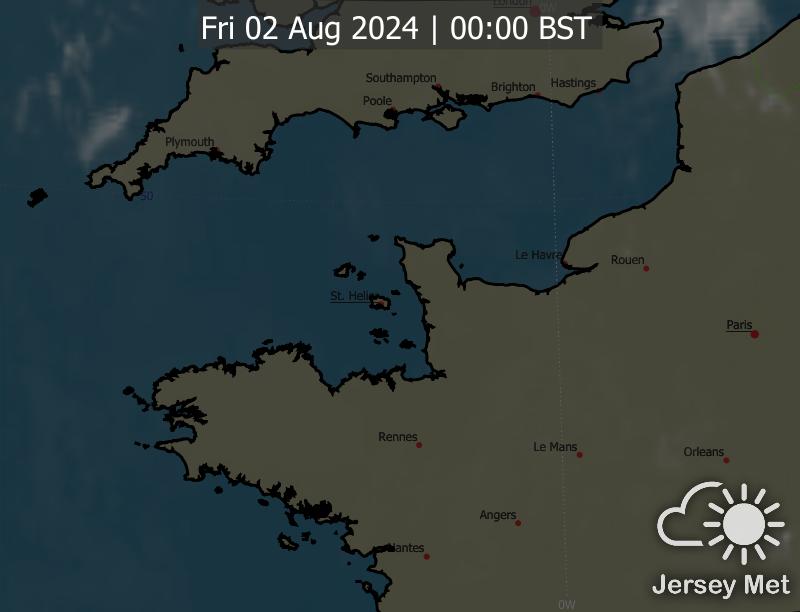 London
0W
Fri 02 Aug 2024 | 00:00 BST
Southampton
Brighton
Hastings
Poole
Plymouth
50
Le Havre
Rouen
St. Helier
Paris
Rennes
Le Mans
Orleans
Angers
Nantes
Jersey Met
0W